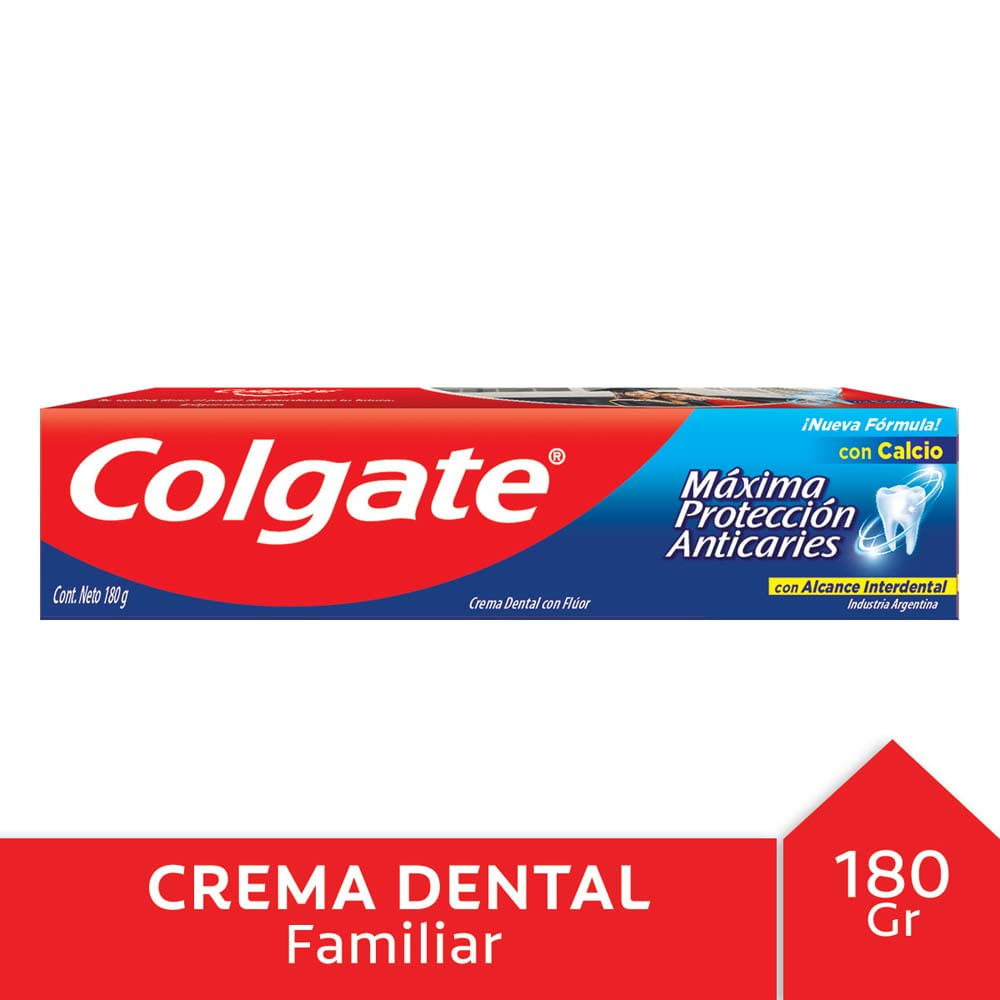 Colgate®
¡Nueva Fórmula!
con Calcio
Máxima
Protección
Anticaries
con Alcance Interdental
Industria Argentina
Cont. Neto 180 g
Crema Dental con Flúor
CREMA DENTAL
Familiar
180
Gr